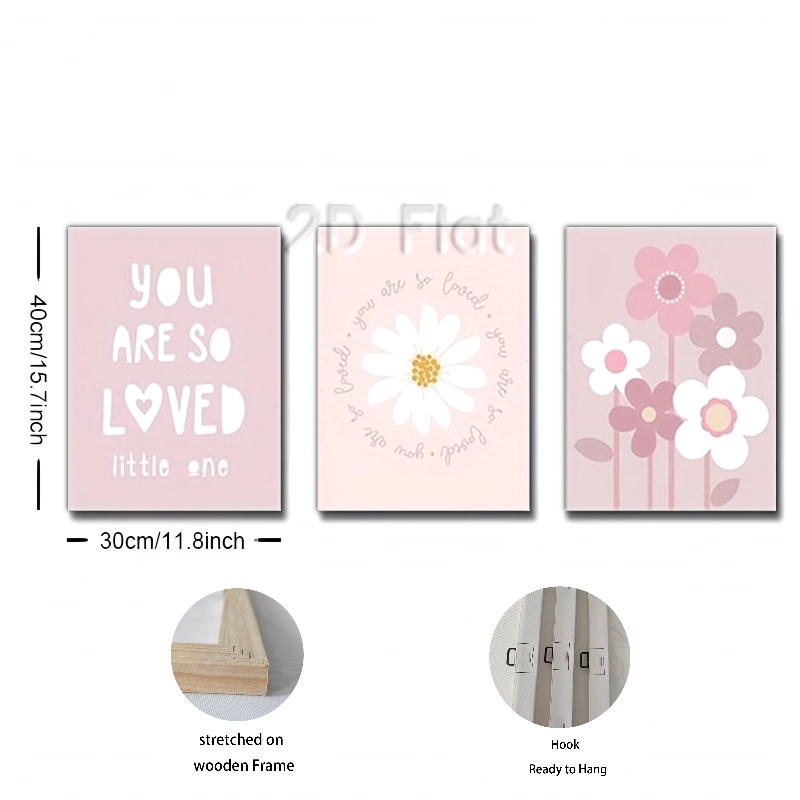 2D Flat
40cm/15.7inch
YOU
ARE SO
LOVED
little one
you are so loved • you are so loved • you are so loved •
30cm/11.8inch
stretched on
wooden Frame
Hook
Ready to Hang